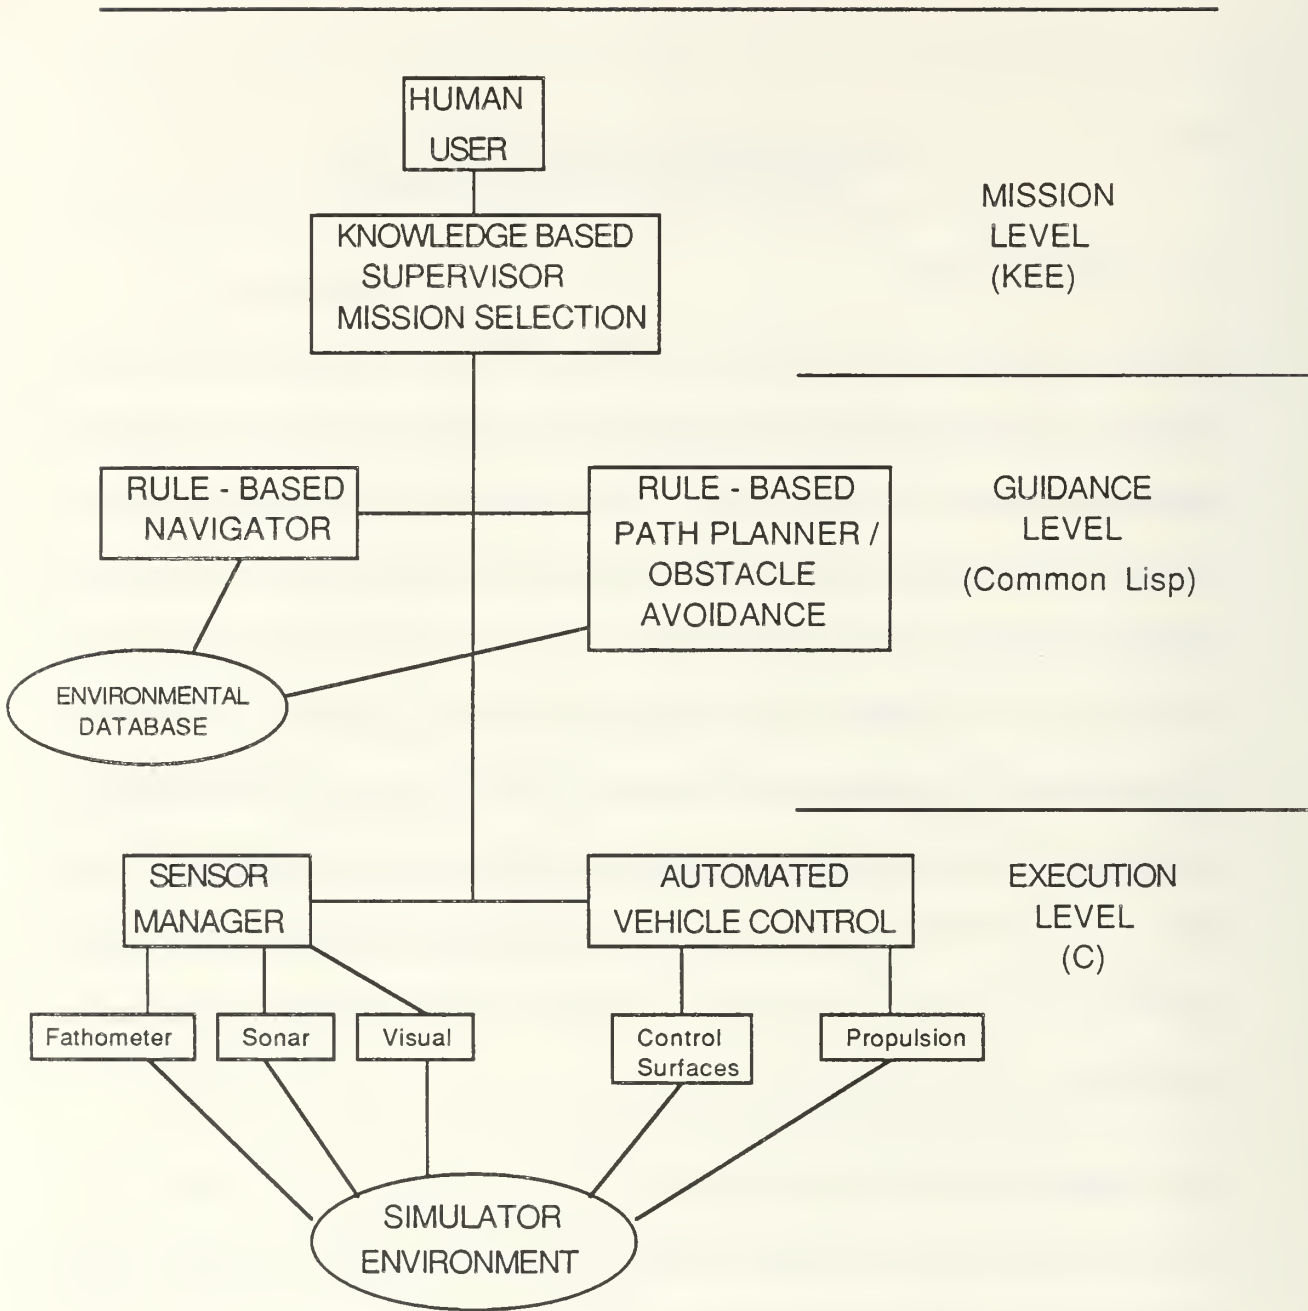 HUMAN
USER
KNOWLEDGE BASED
SUPERVISOR
MISSION SELECTION
MISSION
LEVEL
(KEE)
RULE - BASED
NAVIGATOR
RULE - BASED
PATH PLANNER /
OBSTACLE
AVOIDANCE
GUIDANCE
LEVEL
(Common Lisp)
ENVIRONMENTAL
DATABASE
SENSOR
MANAGER
AUTOMATED
VEHICLE CONTROL
EXECUTION
LEVEL
(C)
Fathometer
Sonar
Visual
Control
Surfaces
Propulsion
SIMULATOR
ENVIRONMENT